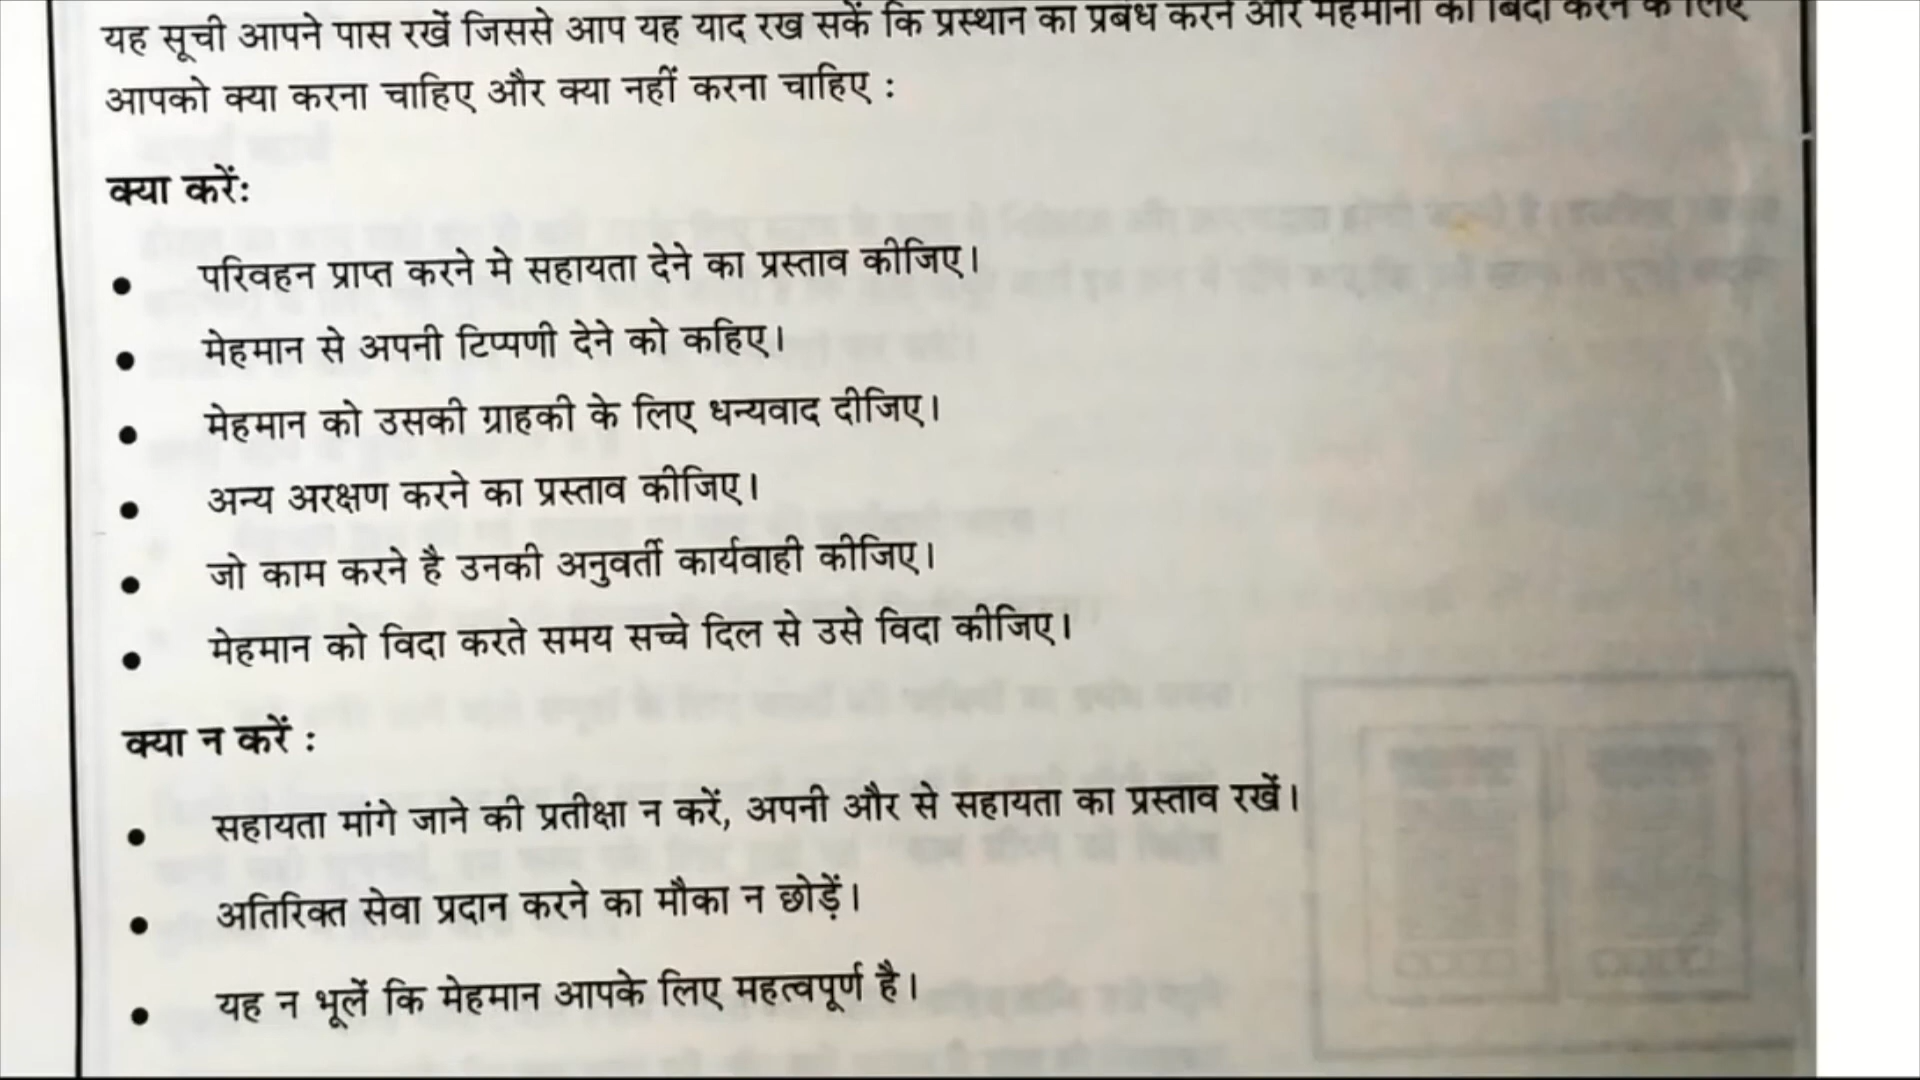 यह सूची आपने पास रखें जिससे आप यह याद रख सकें कि प्रस्थान का प्रबंध करने और मेहमानों को बिदा करने के लिए
आपको क्या करना चाहिए और क्या नहीं करना चाहिए :
क्या करें:
• परिवहन प्राप्त करने मे सहायता देने का प्रस्ताव कीजिए।
• मेहमान से अपनी टिप्पणी देने को कहिए।
• मेहमान को उसकी ग्राहकी के लिए धन्यवाद दीजिए।
• अन्य अरक्षण करने का प्रस्ताव कीजिए।
• जो काम करने है उनकी अनुवर्ती कार्यवाही कीजिए।
• मेहमान को विदा करते समय सच्चे दिल से उसे विदा कीजिए।
क्या न करें :
• सहायता मांगे जाने की प्रतीक्षा न करें, अपनी और से सहायता का प्रस्ताव रखें।
• अतिरिक्त सेवा प्रदान करने का मौका न छोड़ें।
• यह न भूलें कि मेहमान आपके लिए महत्वपूर्ण है।